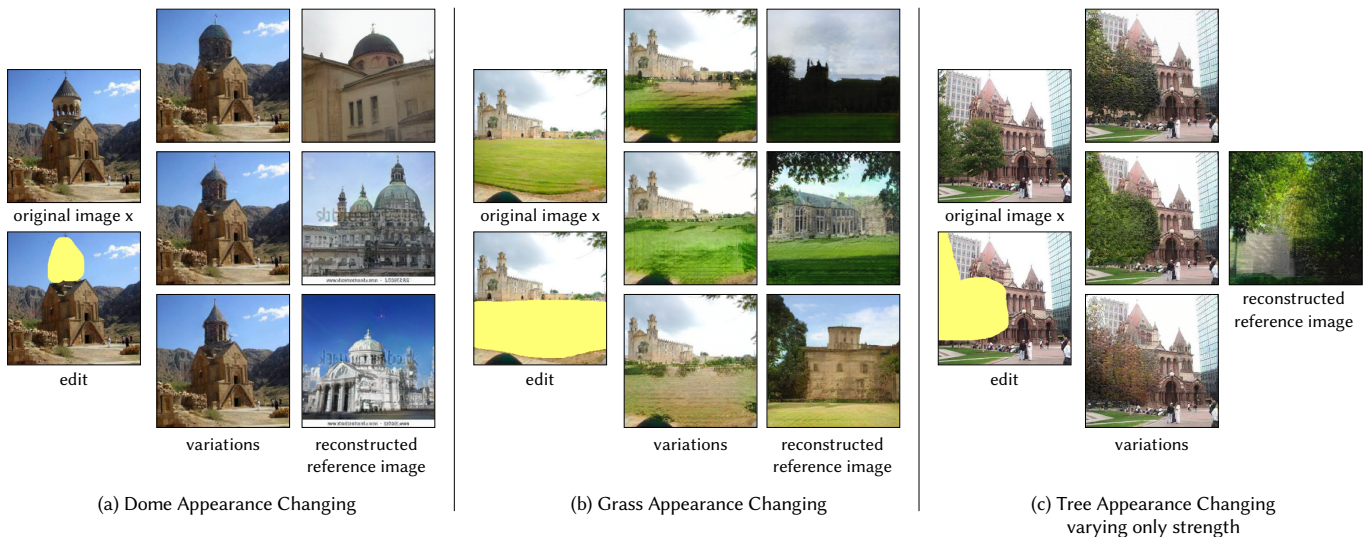 original image x
edit
variations
reconstructed
reference image
(a) Dome Appearance Changing
original image x
edit
variations
reconstructed
reference image
(b) Grass Appearance Changing
original image x
edit
variations
reconstructed
reference image
(c) Tree Appearance Changing
varying only strength